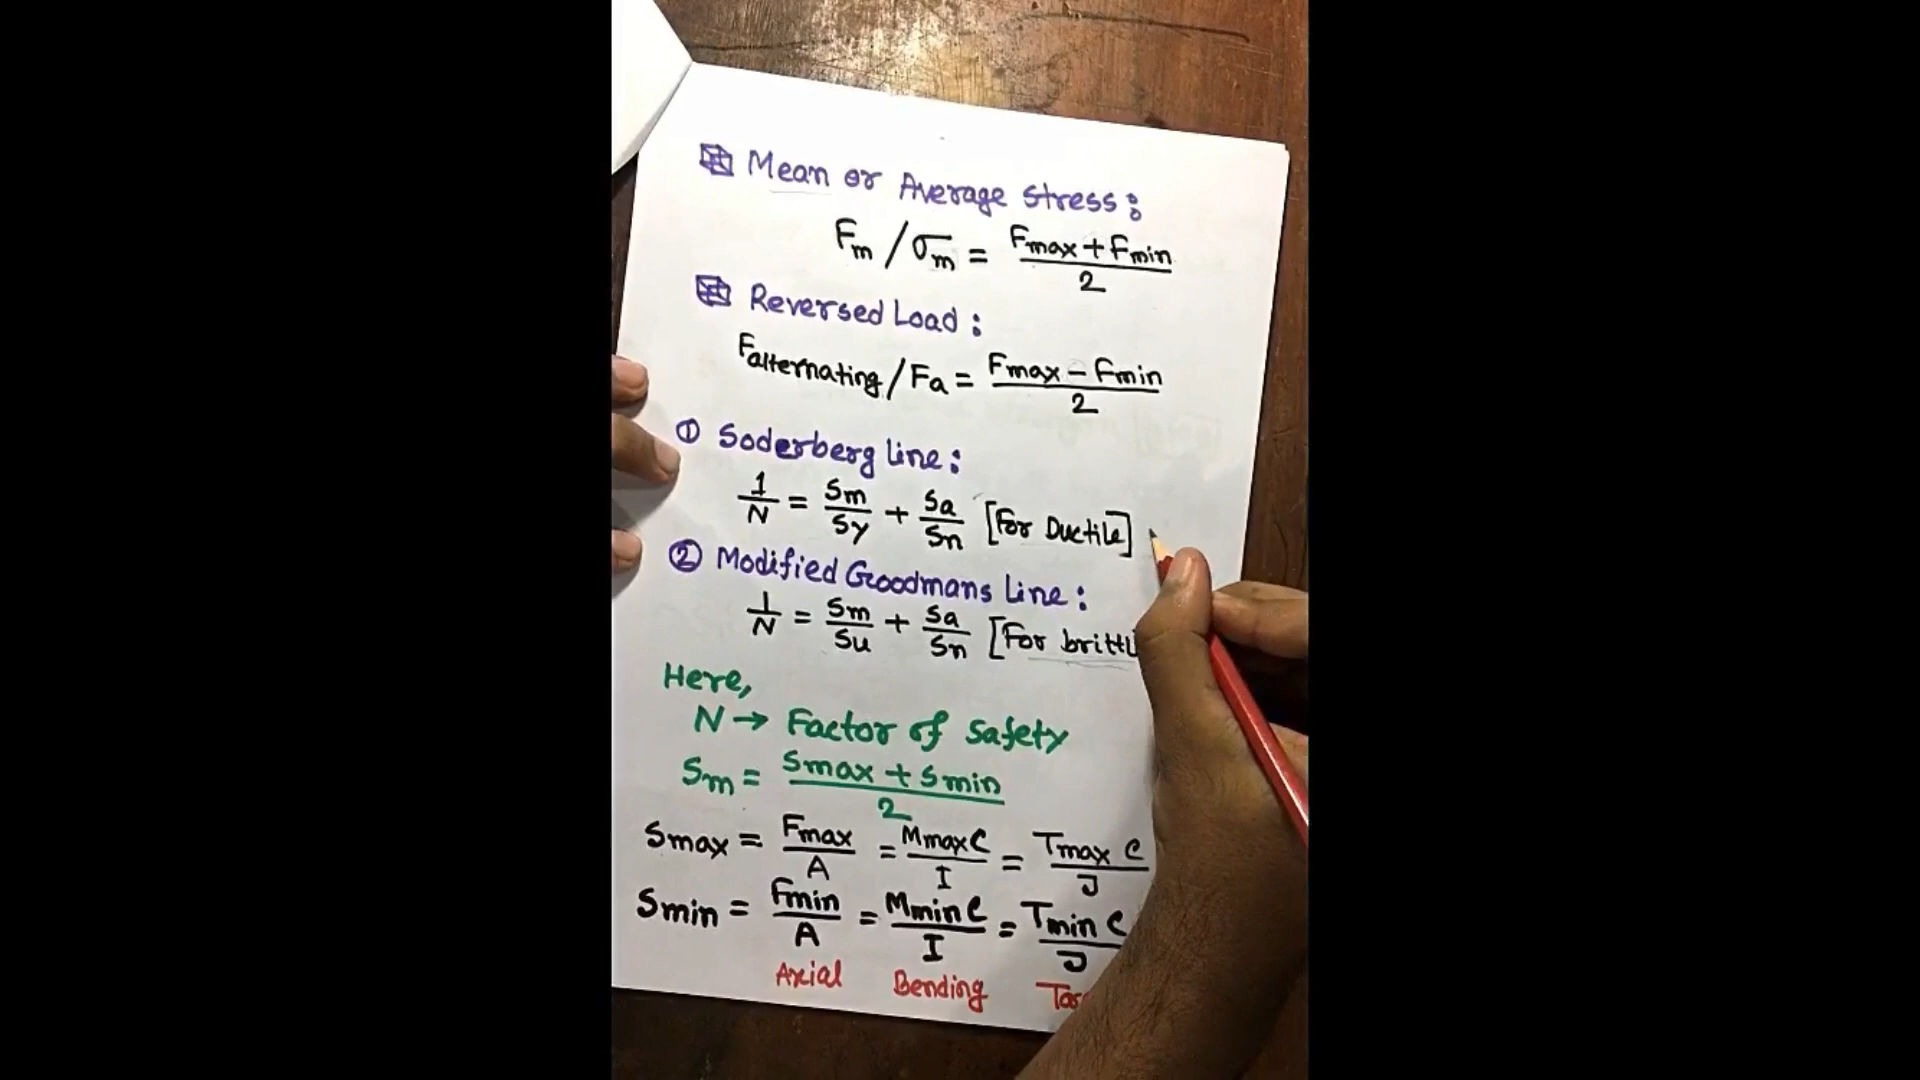 Mean or Average stress:
Fm / σm = (Fmax + Fmin)/2
Reversed Load:
Falternating / Fa = (Fmax - Fmin)/2
① Soderberg line:
1/N = Sm/Sy + Sa/Sn [For Ductile]
② Modified Goodmans Line:
1/N = Sm/Su + Sa/Sn [For
Here,
N → Factor of safety
Sm = (Smax + Smin)/2
Smax = Fmax/A = Mmax C/I = Tmax C/J
Smin = Fmin/A = Mmin C/I = Tmin C/J
Axial Bending